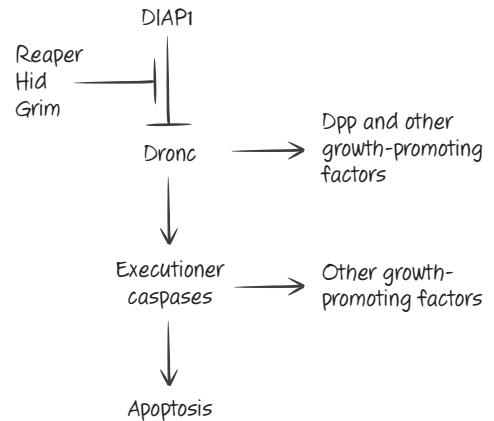 DIAP1
Reaper
Hid
Grim
Dronc
Dpp and other
growth-promoting
factors
Executioner
caspases
Other growth-
promoting factors
Apoptosis